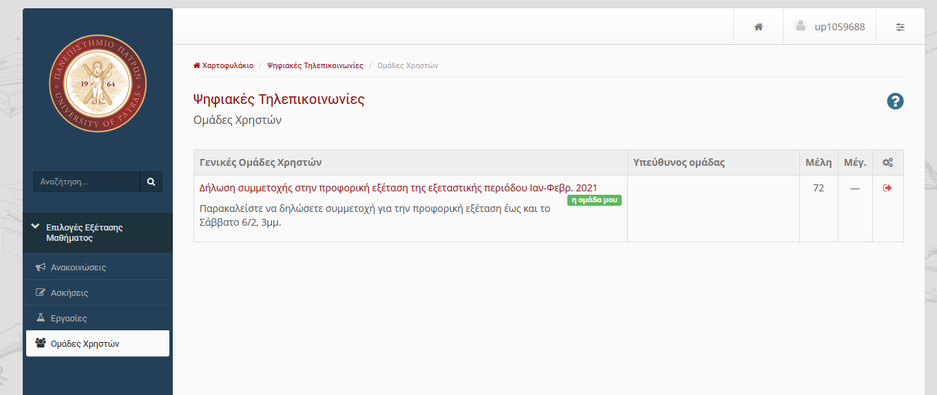 ΠΑΝΕΠΙΣΤΗΜΙΟ ΠΑΤΡΩΝ
19 64
UNIVERSITY OF PATRAS
Αναζήτηση...
Επιλογές Εξέτασης
Μαθήματος
Ανακοινώσεις
Ασκήσεις
Εργασίες
Ομάδες Χρηστών
up1059688
Χαρτοφυλάκιο / Ψηφιακές Τηλεπικοινωνίες / Ομάδες Χρηστών
Ψηφιακές Τηλεπικοινωνίες
Ομάδες Χρηστών
?
Γενικές Ομάδες Χρηστών Υπεύθυνος ομάδας Μέλη Μέγ.
Δήλωση συμμετοχής στην προφορική εξέταση της εξεταστικής περιόδου Ιαν-Φεβρ. 2021 72 —
η ομάδα μου
Παρακαλείστε να δηλώσετε συμμετοχή για την προφορική εξέταση έως και το
Σάββατο 6/2, 3μμ.